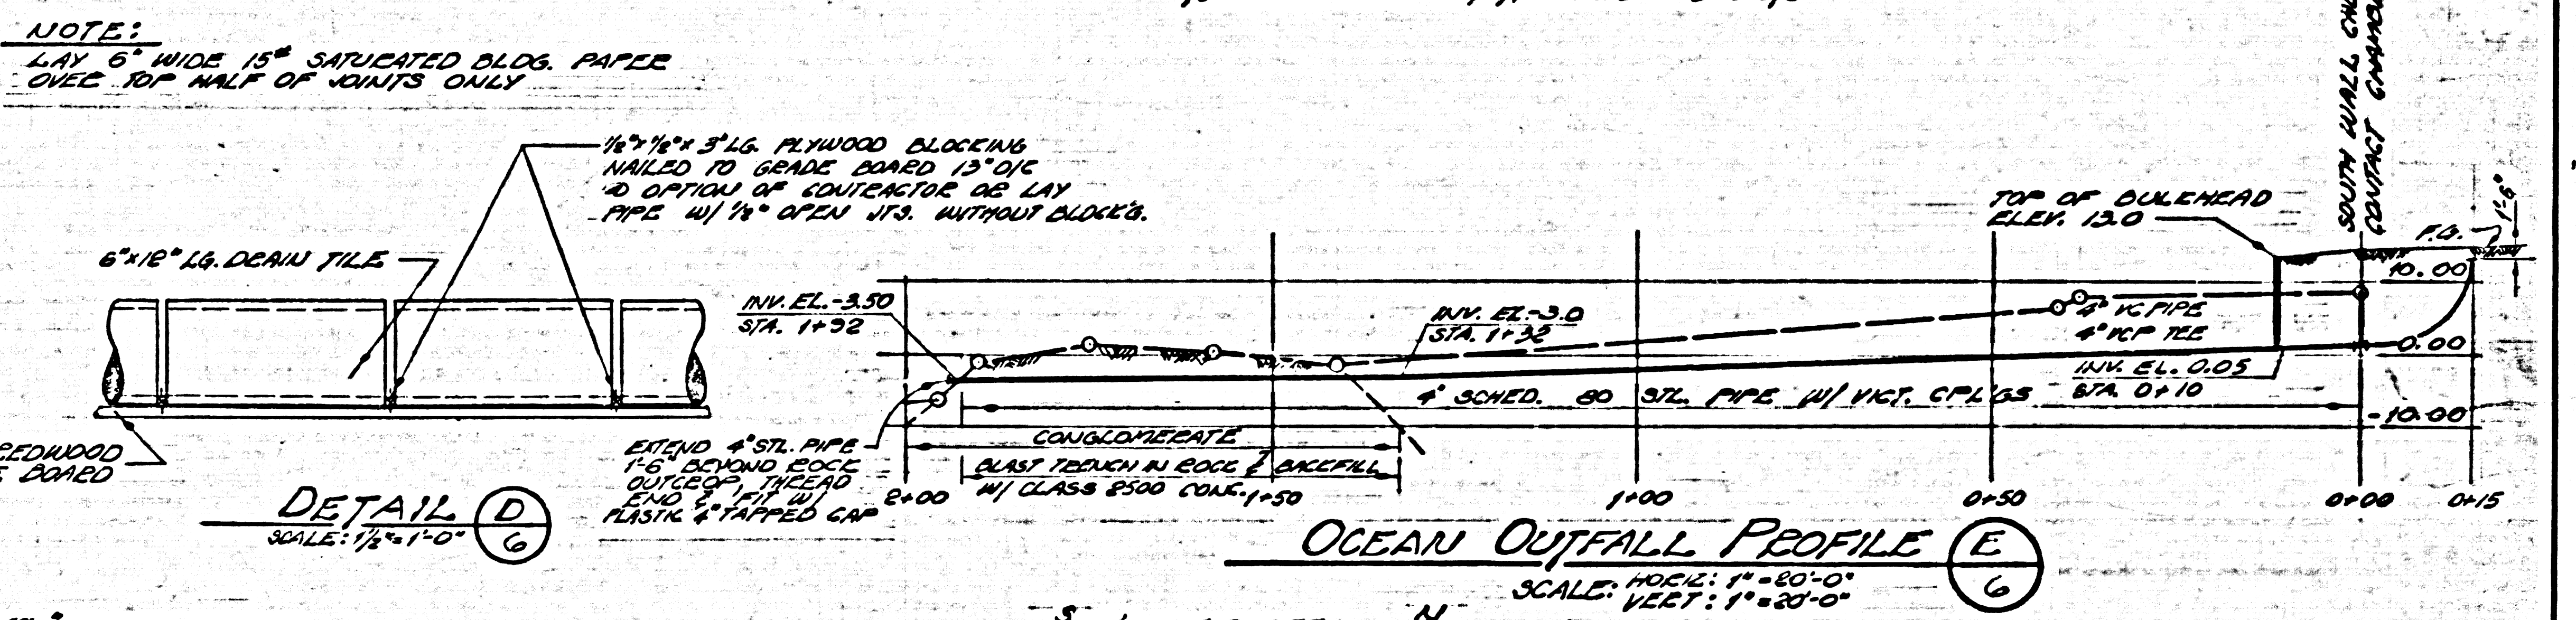 NOTE:
LAY 6" WIDE 15# SATURATED BLDG. PAPER
OVER TOP HALF OF JOINTS ONLY
1/2"x1/2"x 3"LG. PLYWOOD BLOCKING
NAILED TO GRADE BOARD 13" O/C
@ OPTION OF CONTRACTOR OR LAY
PIPE W/ 1/2" OPEN JTS. WITHOUT BLOCK'G.
6"x12" LG. DRAIN TILE
REDWOOD
BOARD
DETAIL D
6
SCALE: 1 1/2"=1'-0"
INV. EL.-3.50
STA. 1+92
EXTEND 4" STL. PIPE
1'-6" BEYOND ROCK
OUTCROP, THREAD
END & FIT W/
PLASTIC 4" TAPPED CAP
CONGLOMERATE
BLAST TRENCH IN ROCK & BACKFILL
W/ CLASS 2500 CONC.
INV. EL.-3.0
STA. 1+32
4" SCHED. 80 STL. PIPE W/ VICT. CPL'GS
TOP OF BULKHEAD
ELEV. 13.0
SOUTH WALL
CONTACT
F.G.
1'-6"
10.00
4" VC PIPE
4" VCP TEE
0.00
INV. EL. 0.05
STA. 0+10
-10.00
2+00
1+50
1+00
0+50
0+00
0+15
OCEAN OUTFALL PROFILE E
6
SCALE: HORIZ: 1"=20'-0"
VERT: 1"=20'-0"
S
N